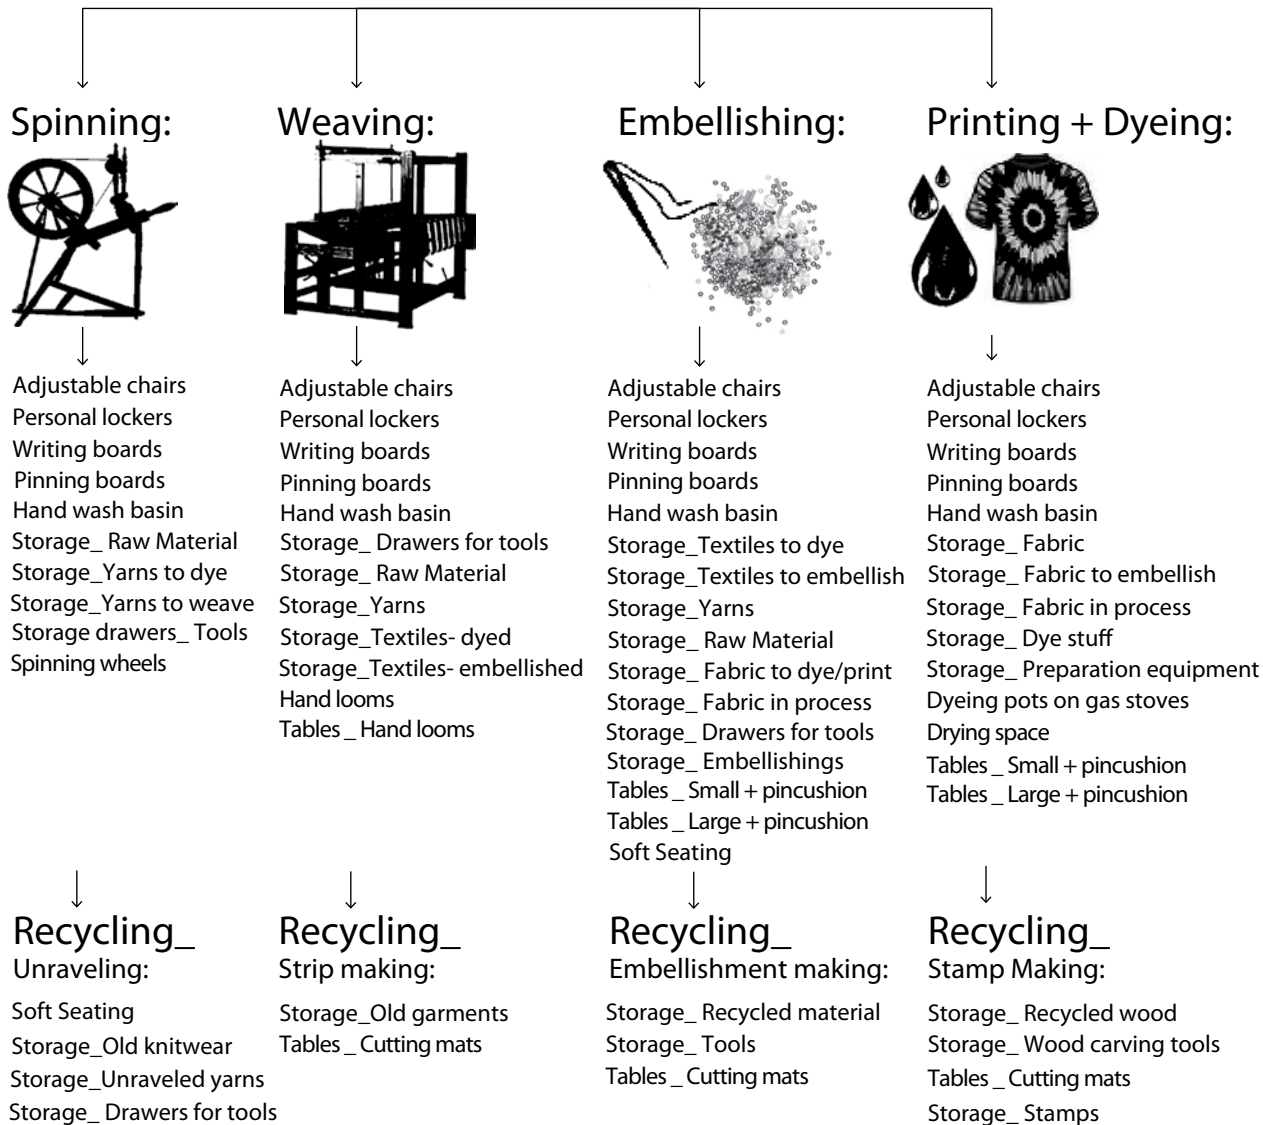 Spinning:
Adjustable chairs
Personal lockers
Writing boards
Pinning boards
Hand wash basin
Storage_ Raw Material
Storage_Yarns to dye
Storage_Yarns to weave
Storage drawers_ Tools
Spinning wheels
Recycling_
Unraveling:
Soft Seating
Storage_Old knitwear
Storage_Unraveled yarns
Storage_ Drawers for tools
Weaving:
Adjustable chairs
Personal lockers
Writing boards
Pinning boards
Hand wash basin
Storage_ Drawers for tools
Storage_ Raw Material
Storage_Yarns
Storage_Textiles- dyed
Storage_Textiles- embellished
Hand looms
Tables _ Hand looms
Recycling_
Strip making:
Storage_Old garments
Tables _ Cutting mats
Embellishing:
Adjustable chairs
Personal lockers
Writing boards
Pinning boards
Hand wash basin
Storage_Textiles to dye
Storage_Textiles to embellish
Storage_Yarns
Storage_ Raw Material
Storage_ Fabric to dye/print
Storage_ Fabric in process
Storage_ Drawers for tools
Storage_ Embellishings
Tables _ Small + pincushion
Tables _ Large + pincushion
Soft Seating
Recycling_
Embellishment making:
Storage_ Recycled material
Storage_ Tools
Tables _ Cutting mats
Printing + Dyeing:
Adjustable chairs
Personal lockers
Writing boards
Pinning boards
Hand wash basin
Storage_ Fabric
Storage_ Fabric to embellish
Storage_ Fabric in process
Storage_ Dye stuff
Storage_ Preparation equipment
Dyeing pots on gas stoves
Drying space
Tables _ Small + pincushion
Tables _ Large + pincushion
Recycling_
Stamp Making:
Storage_ Recycled wood
Storage_ Wood carving tools
Tables _ Cutting mats
Storage_ Stamps